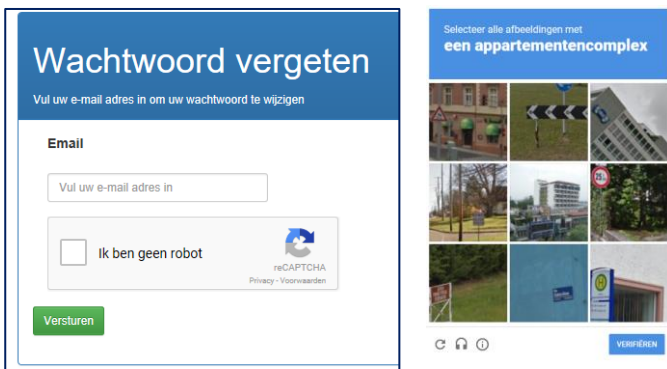 Wachtwoord vergeten
Vul uw e-mail adres in om uw wachtwoord te wijzigen
Email
Vul uw e-mail adres in
Ik ben geen robot
reCAPTCHA
Privacy - Voorwaarden
Versturen
Selecteer alle afbeeldingen met
een appartementencomplex
H
VERIFIËREN